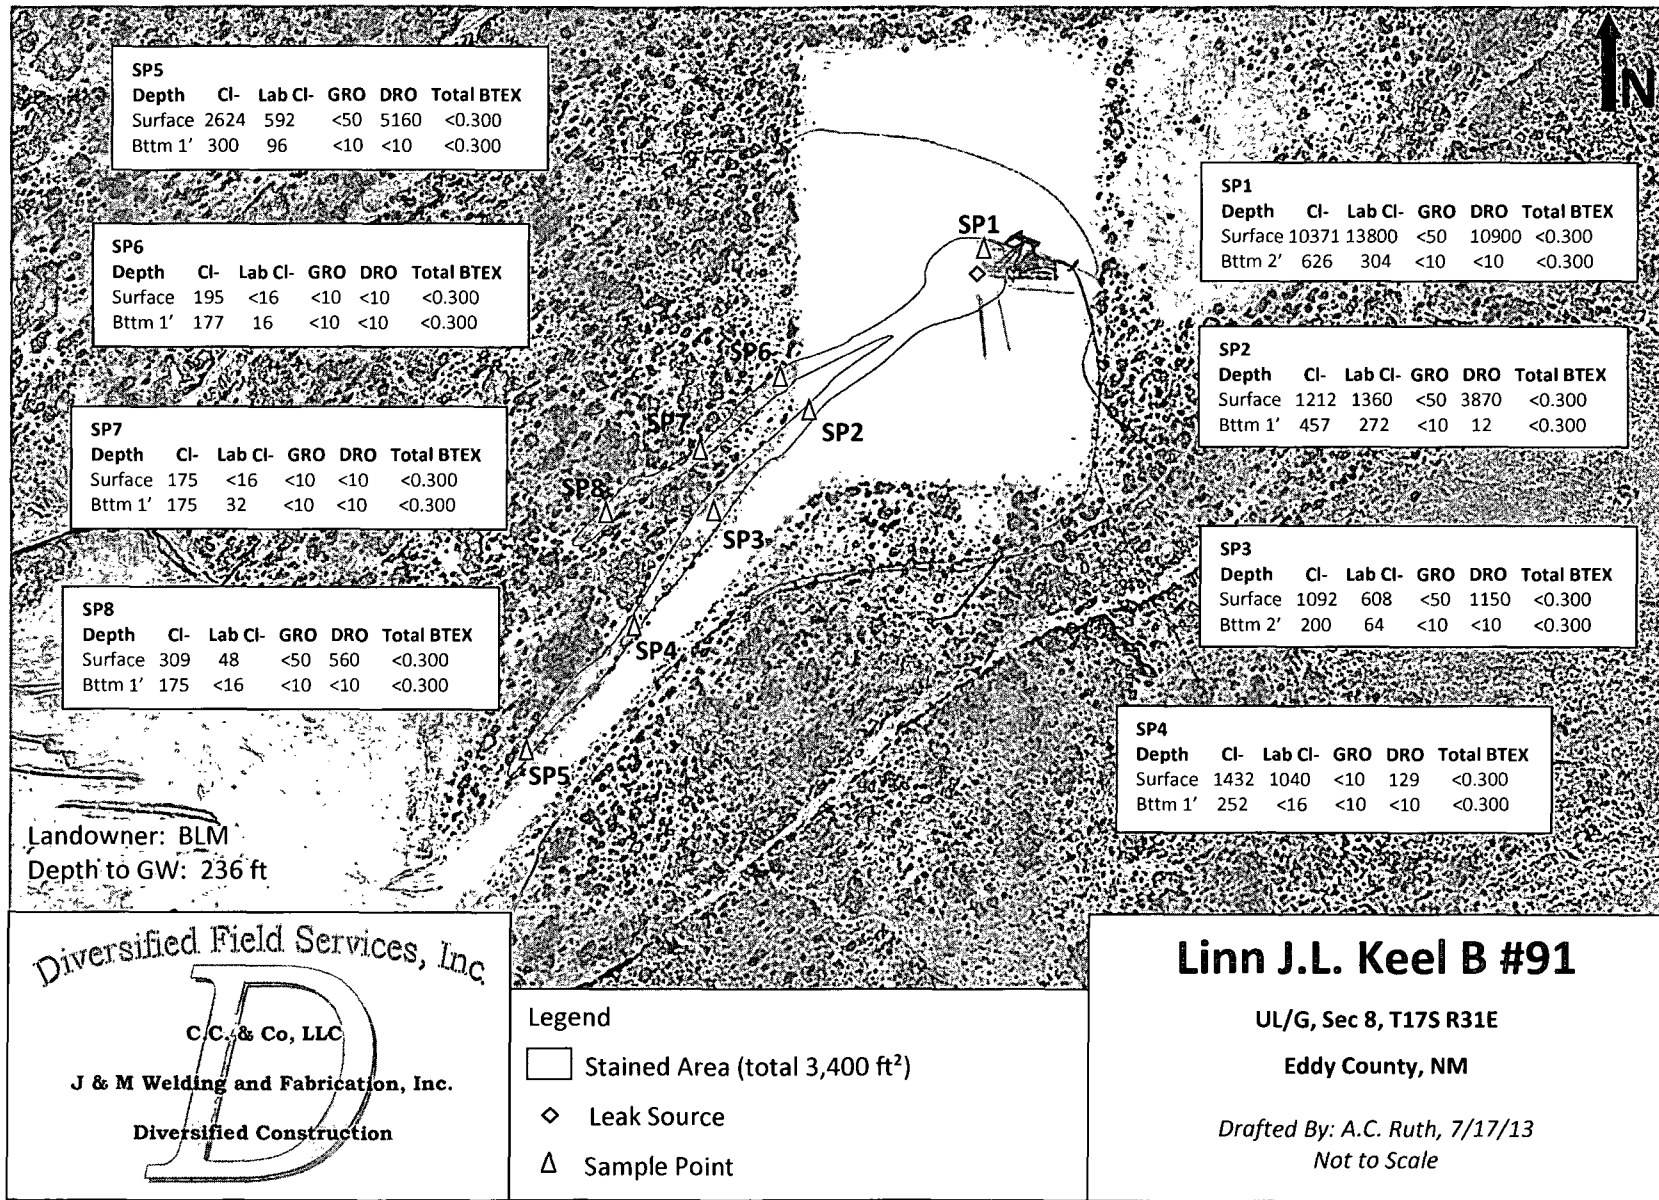 SP5
Depth Cl- Lab Cl- GRO DRO Total BTEX
Surface 2624 592 <50 5160 <0.300
Bttm 1' 300 96 <10 <10 <0.300
SP6
Depth Cl- Lab Cl- GRO DRO Total BTEX
Surface 195 <16 <10 <10 <0.300
Bttm 1' 177 16 <10 <10 <0.300
SP7
Depth Cl- Lab Cl- GRO DRO Total BTEX
Surface 175 <16 <10 <10 <0.300
Bttm 1' 175 32 <10 <10 <0.300
SP8
Depth Cl- Lab Cl- GRO DRO Total BTEX
Surface 309 48 <50 560 <0.300
Bttm 1' 175 <16 <10 <10 <0.300
N
SP1
SP6
SP2
SP7
SP8
SP3
SP4
SP5
SP1
Depth Cl- Lab Cl- GRO DRO Total BTEX
Surface 10371 13800 <50 10900 <0.300
Bttm 2' 626 304 <10 <10 <0.300
SP2
Depth Cl- Lab Cl- GRO DRO Total BTEX
Surface 1212 1360 <50 3870 <0.300
Bttm 1' 457 272 <10 12 <0.300
SP3
Depth Cl- Lab Cl- GRO DRO Total BTEX
Surface 1092 608 <50 1150 <0.300
Bttm 2' 200 64 <10 <10 <0.300
SP4
Depth Cl- Lab Cl- GRO DRO Total BTEX
Surface 1432 1040 <10 129 <0.300
Bttm 1' 252 <16 <10 <10 <0.300
Landowner: BLM
Depth to GW: 236 ft
Diversified Field Services, Inc.
D
C.C. & Co, LLC
J & M Welding and Fabrication, Inc.
Diversified Construction
Legend
Stained Area (total 3,400 ft²)
Leak Source
Sample Point
Linn J.L. Keel B #91
UL/G, Sec 8, T17S R31E
Eddy County, NM
Drafted By: A.C. Ruth, 7/17/13
Not to Scale